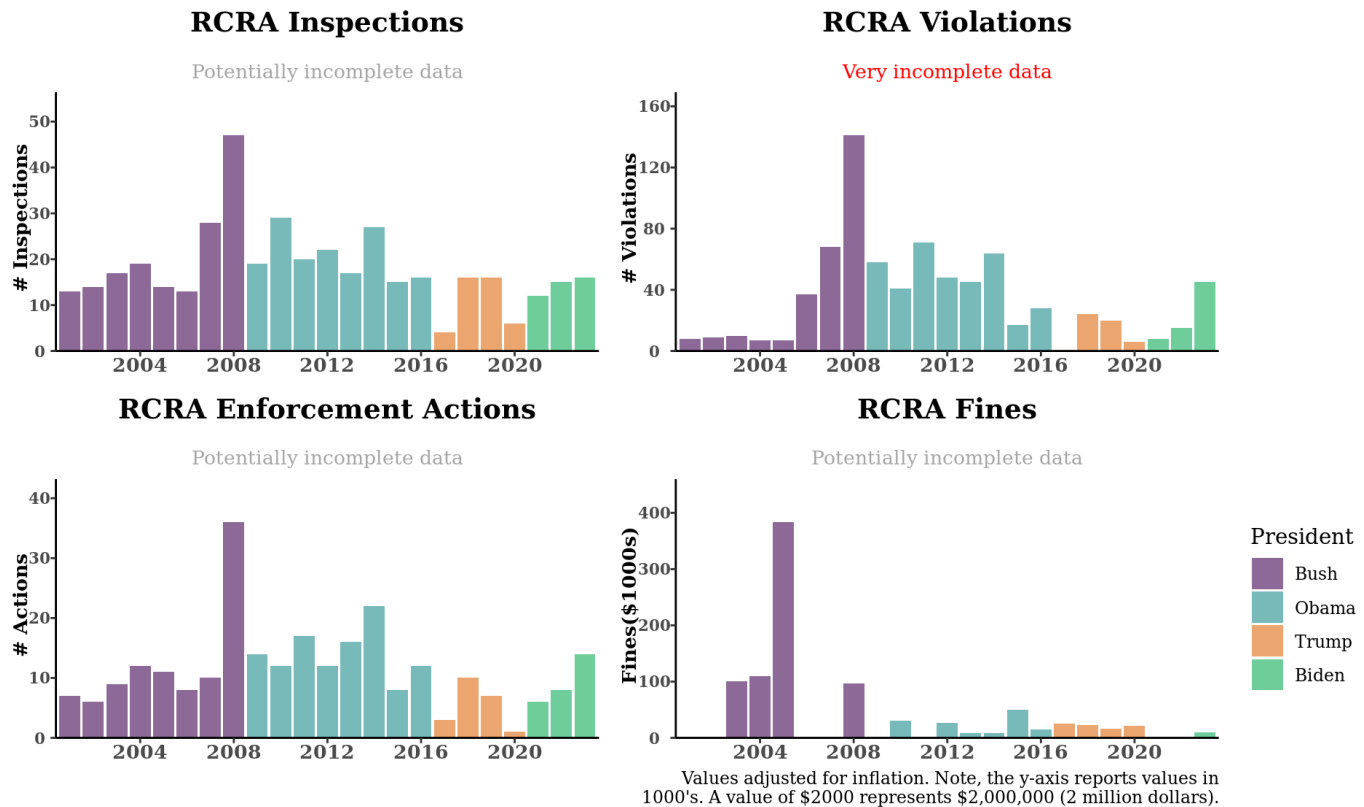 RCRA Inspections
Potentially incomplete data
# Inspections
50
40
30
20
10
0
2004 2008 2012 2016 2020
RCRA Violations
Very incomplete data
# Violations
160
120
80
40
0
2004 2008 2012 2016 2020
RCRA Enforcement Actions
Potentially incomplete data
# Actions
40
30
20
10
0
2004 2008 2012 2016 2020
RCRA Fines
Potentially incomplete data
Fines($1000s)
400
300
200
100
0
2004 2008 2012 2016 2020
President
Bush
Obama
Trump
Biden
Values adjusted for inflation. Note, the y-axis reports values in
1000's. A value of $2000 represents $2,000,000 (2 million dollars).